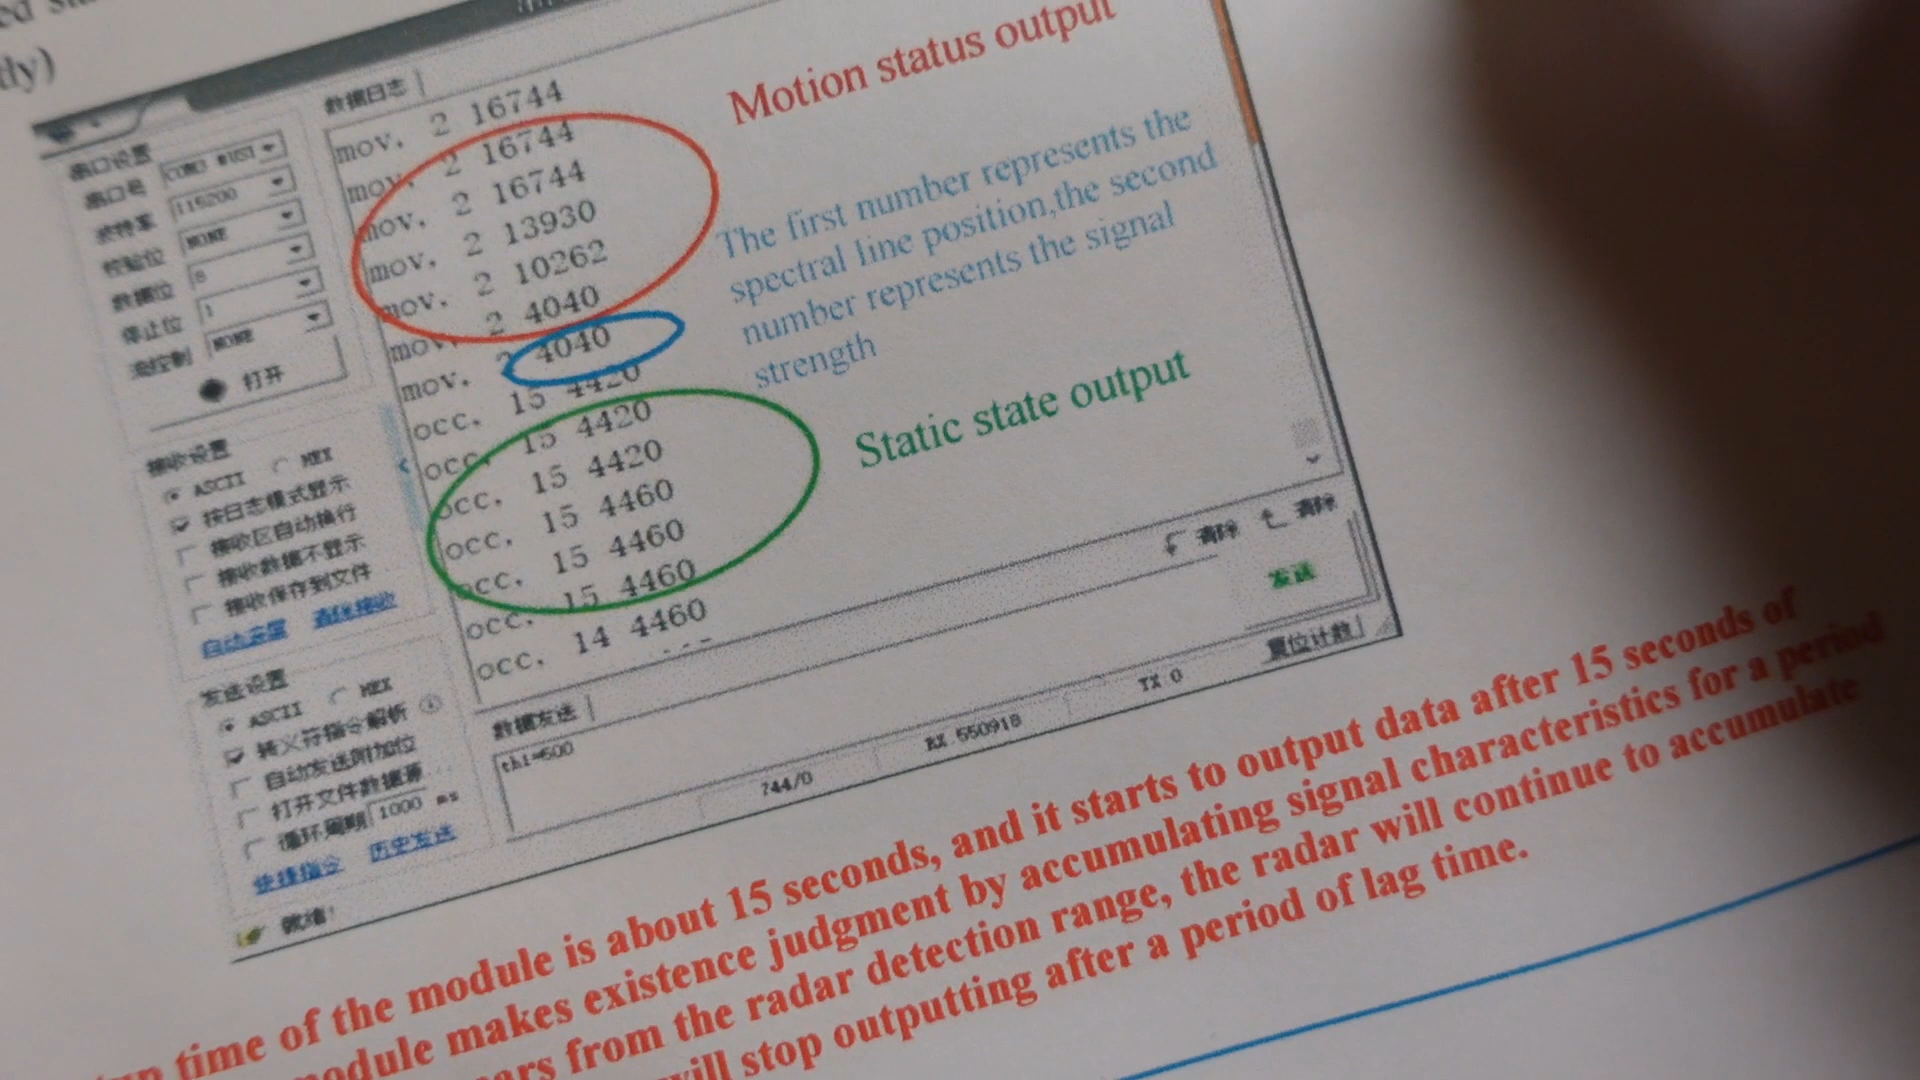 tly)
数据日志
mov. 2 16744
mov. 2 16744
mov. 2 16744
mov. 2 13930
mov. 2 10262
mov. 2 4040
mov. 2 4040
occ. 15 4420
occ. 15 4420
occ. 15 4420
occ. 15 4460
occ. 15 4460
occ. 15 4460
occ. 14 4460
Motion status output
The first number represents the
spectral line position,the second
number represents the signal
strength
Static state output
串口设置
串口号
波特率 115200
校验位 NONE
数据位 8
停止位 1
流控制 NONE
打开
接收设置
ASCII HEX
按日志模式显示
接收区自动换行
接收数据不显示
接收保存到文件
自动滚屏 清除接收
发送设置
ASCII HEX
转义符指令解析
自动发送附加位
打开文件数据源
循环周期 1000 ms
快捷指令 历史发送
清除 清除
数据发送
th1=600
发送
就绪!
744/0
RX:550918
TX 0
复位计数
time of the module is about 15 seconds, and it starts to output data after 15 seconds of
module makes existence judgment by accumulating signal characteristics for a period
from the radar detection range, the radar will continue to accumulate
will stop outputting after a period of lag time.